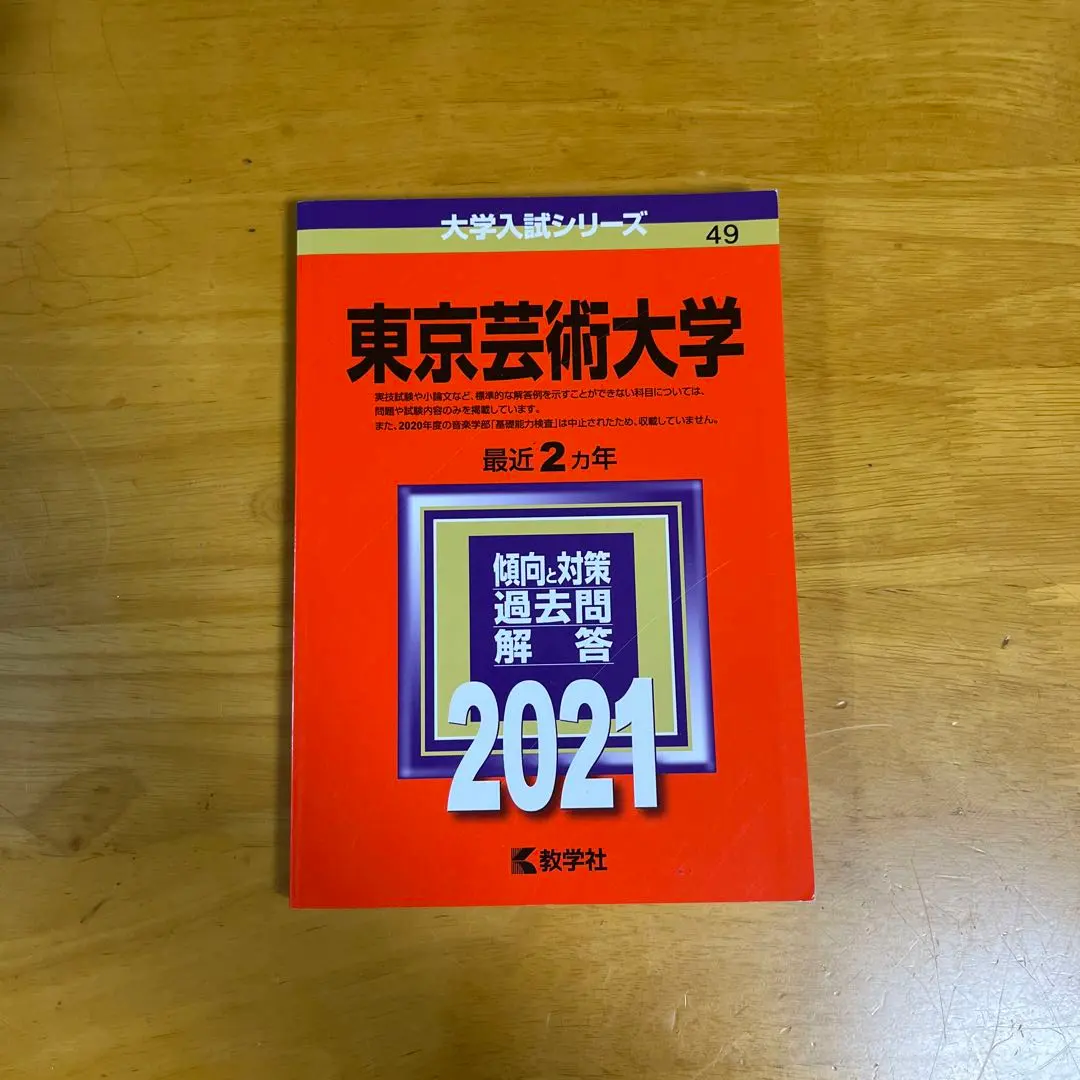 大学入試シリーズ
49
東京芸術大学
実技試験や小論文など、標準的な解答例を示すことができない科目については、
問題や試験内容のみを掲載しています。
また、2020年度の音楽学部「基礎能力検査」は中止されたため、収載していません。
最近2カ年
傾向と対策
過去問
解答
2021
教学社